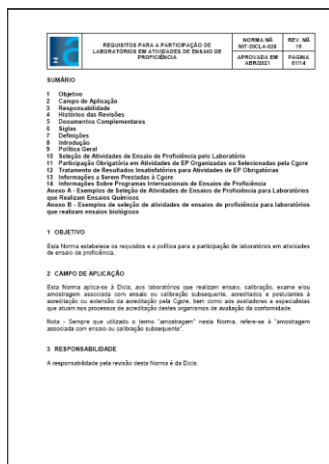 REQUISITOS PARA A PARTICIPAÇÃO DE
LABORATÓRIOS EM ATIVIDADES DE ENSAIO DE
PROFICIÊNCIA
NORMA Nº
NIT-DICLA-026
REV. Nº
15
APROVADA EM
ABR/2021
PÁGINA
01/14
SUMÁRIO
1 Objetivo
2 Campo de Aplicação
3 Responsabilidade
4 Histórico das Revisões
5 Documentos Complementares
6 Siglas
7 Definições
8 Introdução
9 Política Geral
10 Seleção de Atividades de Ensaio de Proficiência pelo Laboratório
11 Participação Obrigatória em Atividades de EP Organizadas ou Selecionadas pela Cgcre
12 Tratamento de Resultados Insatisfatórios para Atividades de EP Obrigatórias
13 Informações a Serem Prestadas à Cgcre
14 Informações Sobre Programas Internacionais de Ensaios de Proficiência
Anexo A - Exemplos de Seleção de Atividades de Ensaios de Proficiência para Laboratórios
que Realizam Ensaios Químicos
Anexo B - Exemplos de seleção de atividades de ensaios de proficiência para laboratórios
que realizam ensaios biológicos
1 OBJETIVO
Esta Norma estabelece os requisitos e a política para a participação de laboratórios em atividades
de ensaio de proficiência.
2 CAMPO DE APLICAÇÃO
Esta Norma aplica-se à Dicla, aos laboratórios que realizam ensaio, calibração, exame e/ou
amostragem associada com ensaio ou calibração subsequente, acreditados e postulantes à
acreditação ou extensão da acreditação pela Cgcre, bem como aos avaliadores e especialistas
que atuam nos processos de acreditação destes organismos de avaliação da conformidade.
Nota - Sempre que utilizado o termo "amostragem" nesta Norma, refere-se à "amostragem
associada com ensaio ou calibração subsequente".
3 RESPONSABILIDADE
A responsabilidade pela revisão desta Norma é da Dicla.